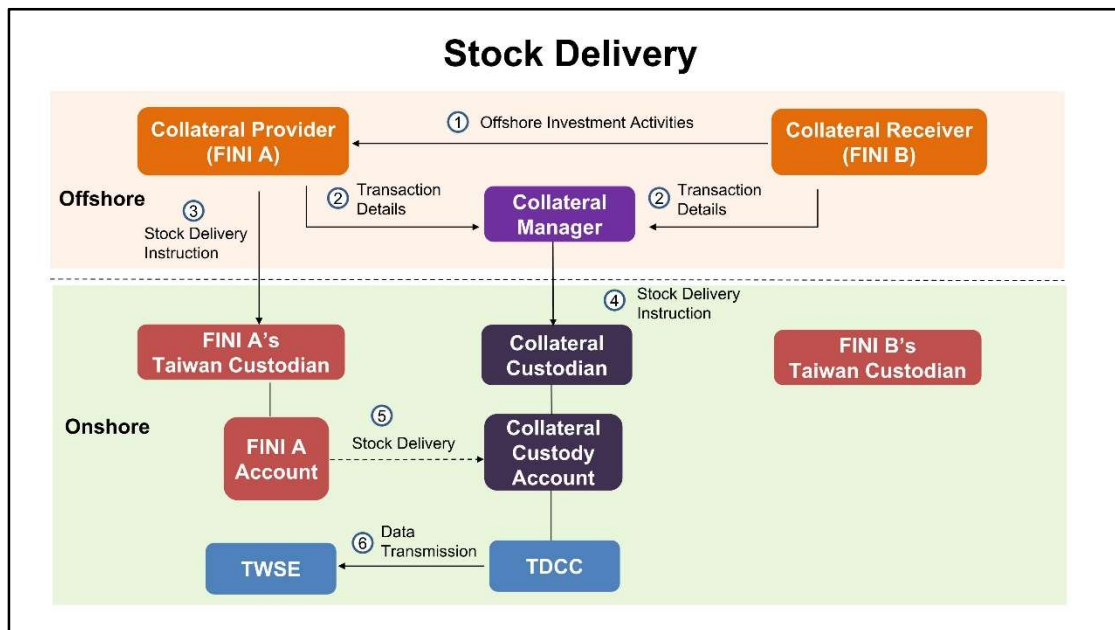 Stock Delivery
Collateral Provider
(FINI A)
① Offshore Investment Activities
Collateral Receiver
(FINI B)
Offshore
② Transaction
Details
Collateral
Manager
② Transaction
Details
③
Stock Delivery
Instruction
④ Stock Delivery
Instruction
FINI A's
Taiwan Custodian
Collateral
Custodian
FINI B's
Taiwan Custodian
Onshore
FINI A
Account
⑤
Stock Delivery
Collateral
Custody
Account
⑥ Data
Transmission
TWSE
TDCC